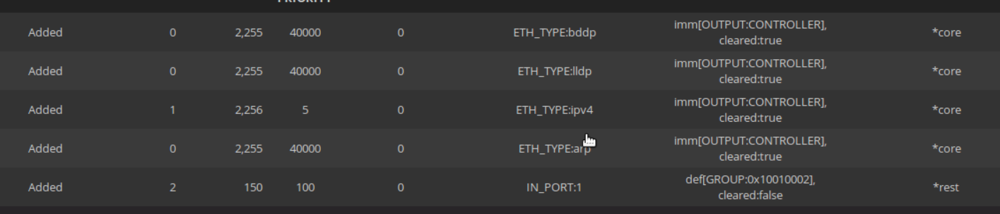 PRIORITY
Added 0 2,255 40000 0 ETH_TYPE:bddp imm[OUTPUT:CONTROLLER], cleared:true *core
Added 0 2,255 40000 0 ETH_TYPE:lldp imm[OUTPUT:CONTROLLER], cleared:true *core
Added 1 2,256 5 0 ETH_TYPE:ipv4 imm[OUTPUT:CONTROLLER], cleared:true *core
Added 0 2,255 40000 0 ETH_TYPE:arp imm[OUTPUT:CONTROLLER], cleared:true *core
Added 2 150 100 0 IN_PORT:1 def[GROUP:0x10010002], cleared:false *rest